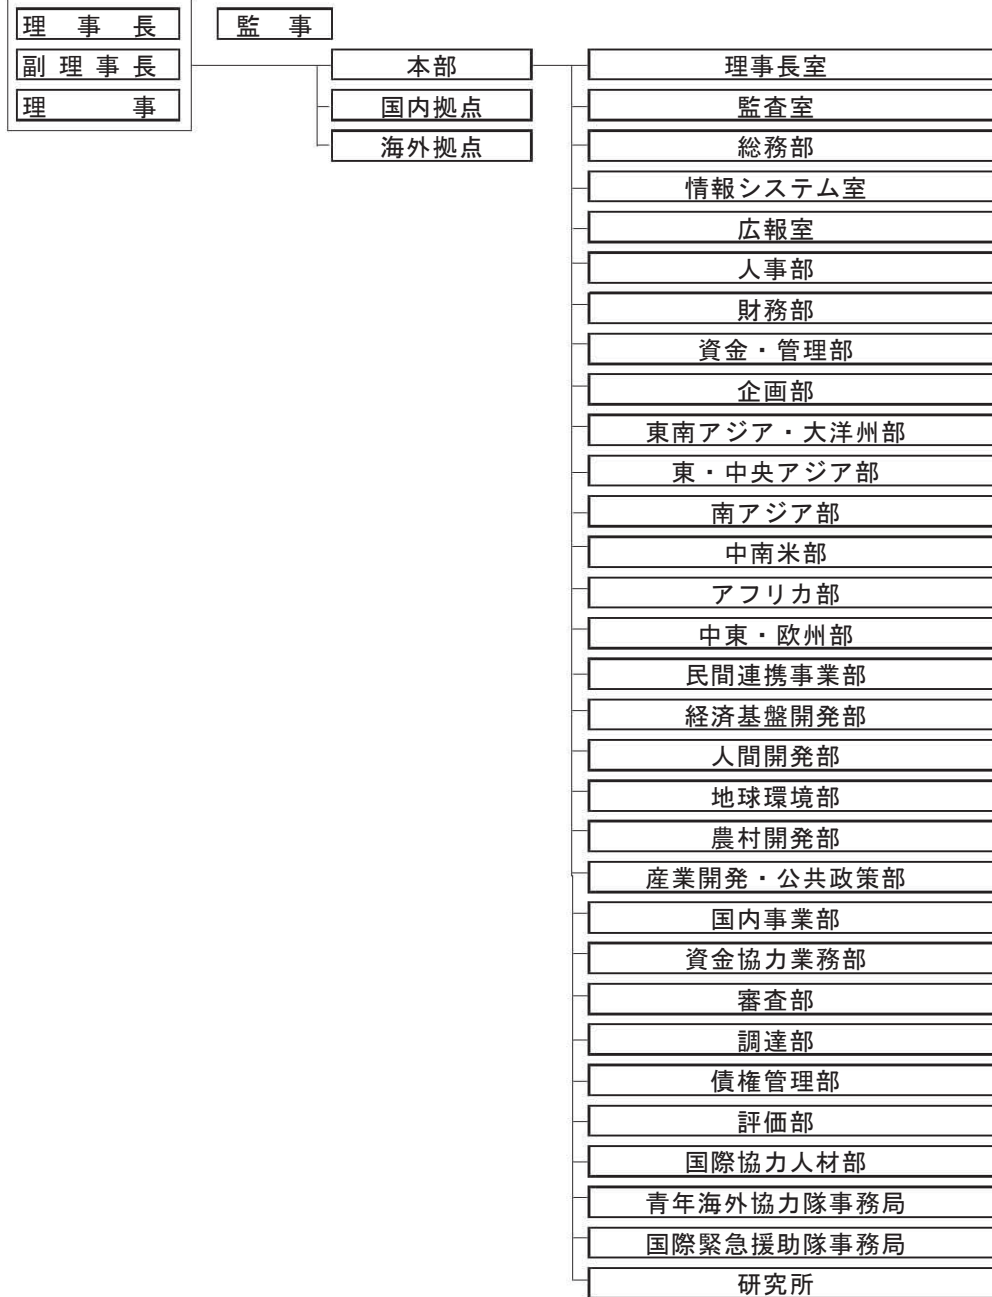 理事長 監事
副理事長 本部 理事長室
理事 国内拠点 監査室
海外拠点 総務部
情報システム室
広報室
人事部
財務部
資金・管理部
企画部
東南アジア・大洋州部
東・中央アジア部
南アジア部
中南米部
アフリカ部
中東・欧州部
民間連携事業部
経済基盤開発部
人間開発部
地球環境部
農村開発部
産業開発・公共政策部
国内事業部
資金協力業務部
審査部
調達部
債権管理部
評価部
国際協力人材部
青年海外協力隊事務局
国際緊急援助隊事務局
研究所